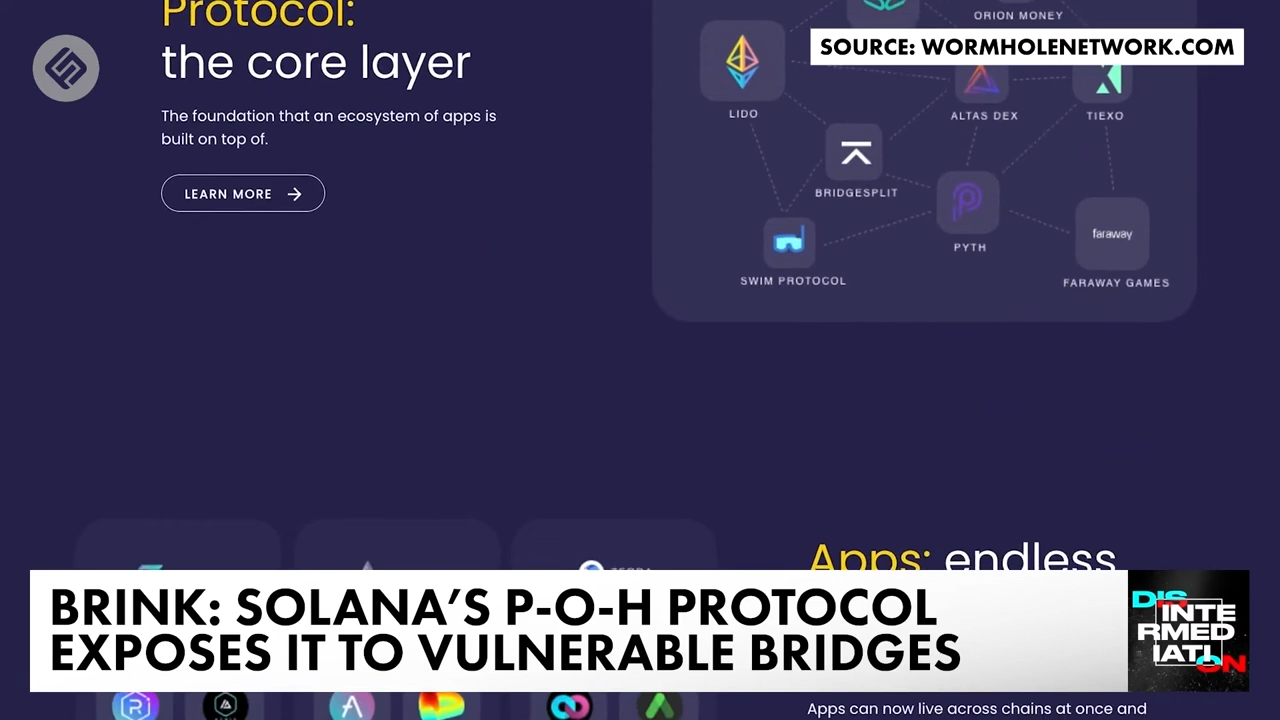 Protocol:
the core layer
The foundation that an ecosystem of apps is
built on top of.
LEARN MORE
SOURCE: WORMHOLENETWORK.COM
ORION MONEY
LIDO
ALTAS DEX
TIEXO
BRIDGESPLIT
PYTH
faraway
SWIM PROTOCOL
FARAWAY GAMES
Apps: endless
BRINK: SOLANA’S P-O-H PROTOCOL
EXPOSES IT TO VULNERABLE BRIDGES
DIS
INTE
RMED
IATI
ON
Apps can now live across chains at once and